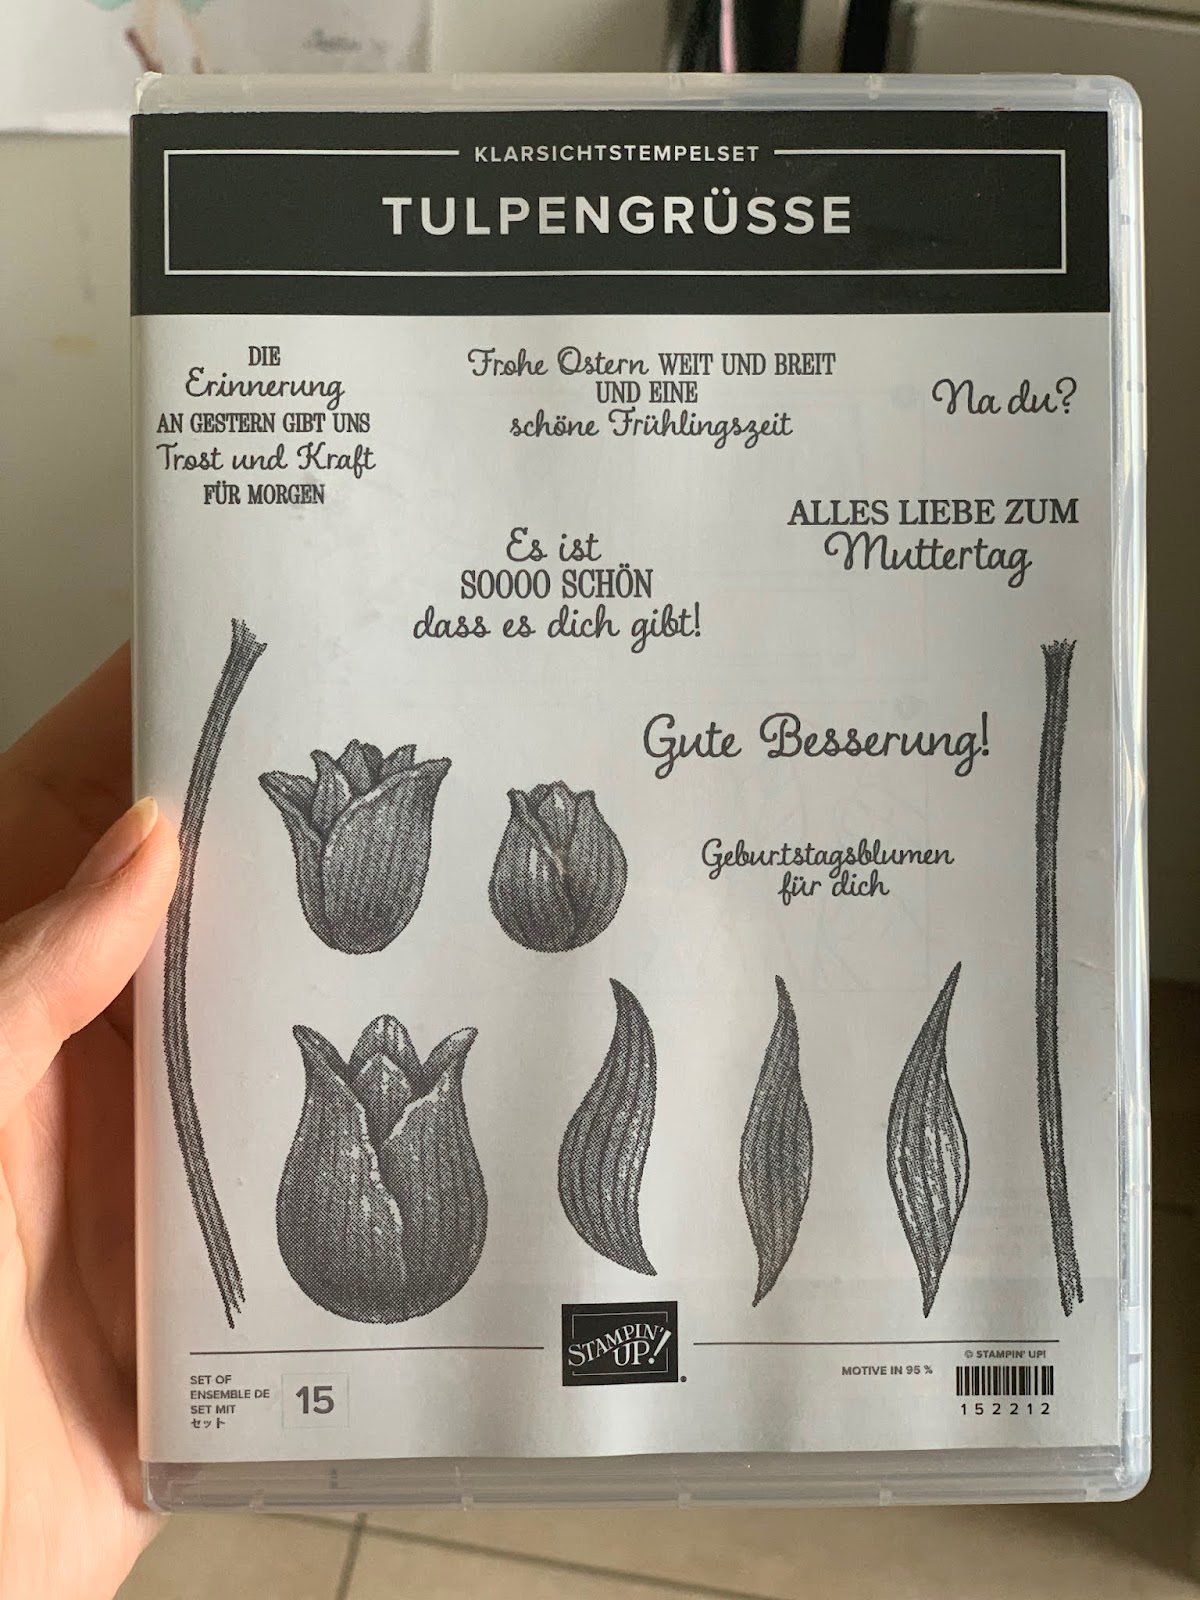 KLARSICHTSTEMPELSET
TULPENGRÜSSE
DIE
Erinnerung
AN GESTERN GIBT UNS
Trost und Kraft
FÜR MORGEN
Frohe Ostern WEIT UND BREIT
UND EINE
schöne Frühlingszeit
Na du?
ALLES LIEBE ZUM
Muttertag
Es ist
SOOOO SCHÖN
dass es dich gibt!
Gute Besserung!
Geburtstagsblumen
für dich
STAMPIN'
UP!
SET OF
ENSEMBLE DE
SET MIT
セット
15
MOTIVE IN 95 %
© STAMPIN' UP!
152212